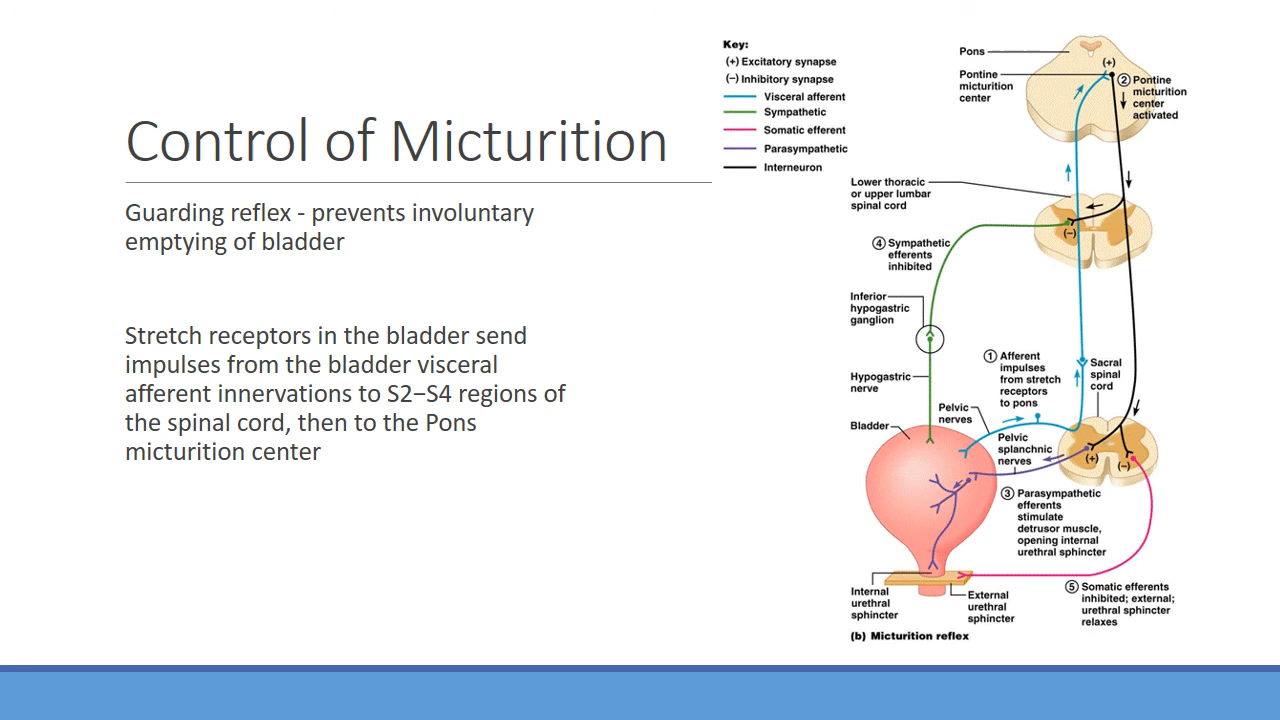 Control of Micturition
Guarding reflex - prevents involuntary
emptying of bladder
Stretch receptors in the bladder send
impulses from the bladder visceral
afferent innervations to S2–S4 regions of
the spinal cord, then to the Pons
micturition center
Key:
(+) Excitatory synapse
(–) Inhibitory synapse
Visceral afferent
Sympathetic
Somatic efferent
Parasympathetic
Interneuron
Pons
Pontine
micturition
center
(+)
② Pontine
micturition
center
activated
Lower thoracic
or upper lumbar
spinal cord
(–)
④ Sympathetic
efferents
inhibited
Inferior
hypogastric
ganglion
① Afferent
impulses
from stretch
receptors
to pons
Sacral
spinal
cord
Hypogastric
nerve
Pelvic
nerves
Bladder
Pelvic
splanchnic
nerves
(+)
(–)
③ Parasympathetic
efferents
stimulate
detrusor muscle,
opening internal
urethral sphincter
Internal
urethral
sphincter
External
urethral
sphincter
⑤ Somatic efferents
inhibited; external;
urethral sphincter
relaxes
(b) Micturition reflex